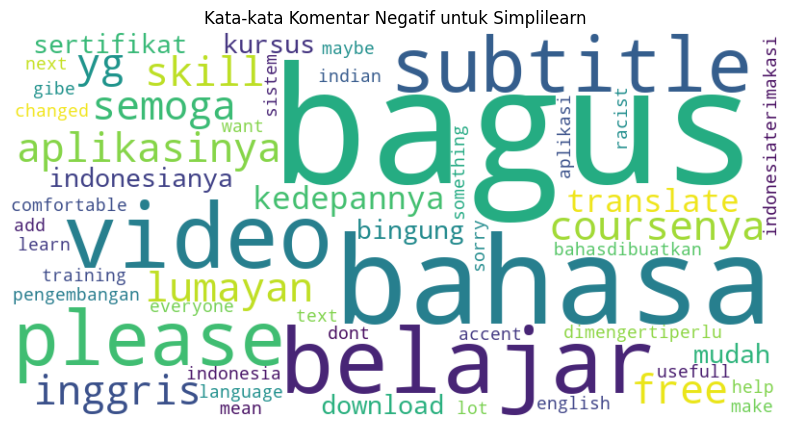 Kata-kata Komentar Negatif untuk Simplilearn
sertifikat
kursus
maybe
subtitle
next
yg
skill
sistem
indian
bagus
gibe
changed
semoga
want
aplikasi
racist
aplikasinya
something
indonesiaterimakasi
indonesianya
kedepannya
translate
comfortable
video
bingung
sorry
coursenya
add
learn
bahasa
bahasdibuatkan
training
pengembangan
lumayan
everyone
text
please
dont
belajar
accent
dimengertiperlu
mudah
indonesia
usefull
inggris
language
free
help
mean
download
lot
english
make